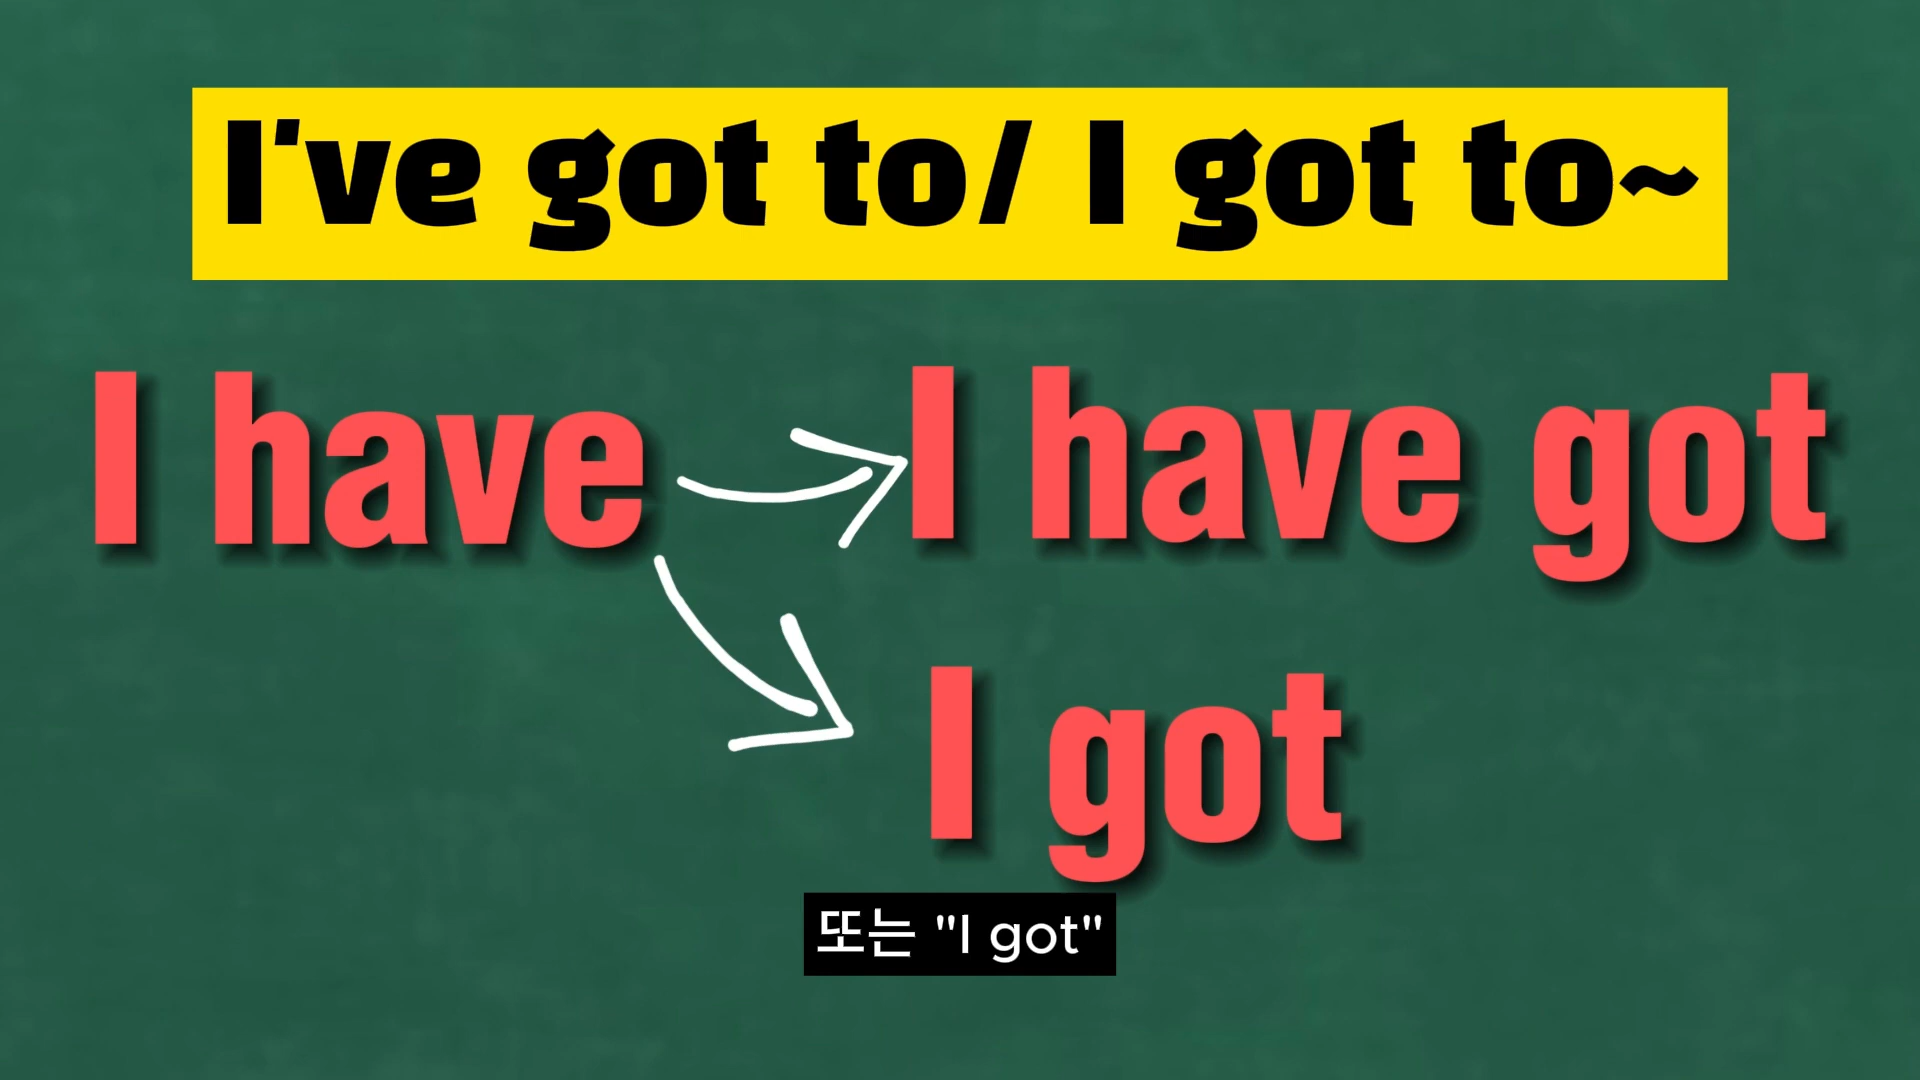 I've got to/ I got to~
I have
I have got
I got
또는 "I got"